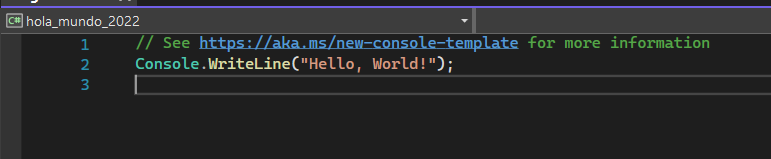 C# hola_mundo_2022
1 // See https://aka.ms/new-console-template for more information
2 Console.WriteLine("Hello, World!");
3